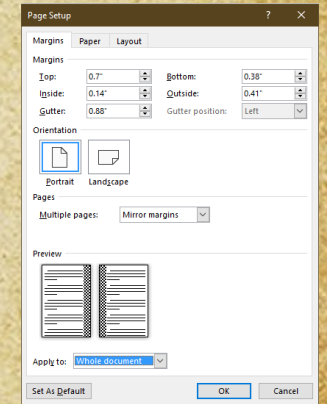 Page Setup ? ×
Margins Paper Layout
Margins
Top: 0.7" Bottom: 0.38"
Inside: 0.14" Outside: 0.41"
Gutter: 0.88" Gutter position: Left
Orientation
Portrait Landscape
Pages
Multiple pages: Mirror margins
Preview
Apply to: Whole document
Set As Default OK Cancel